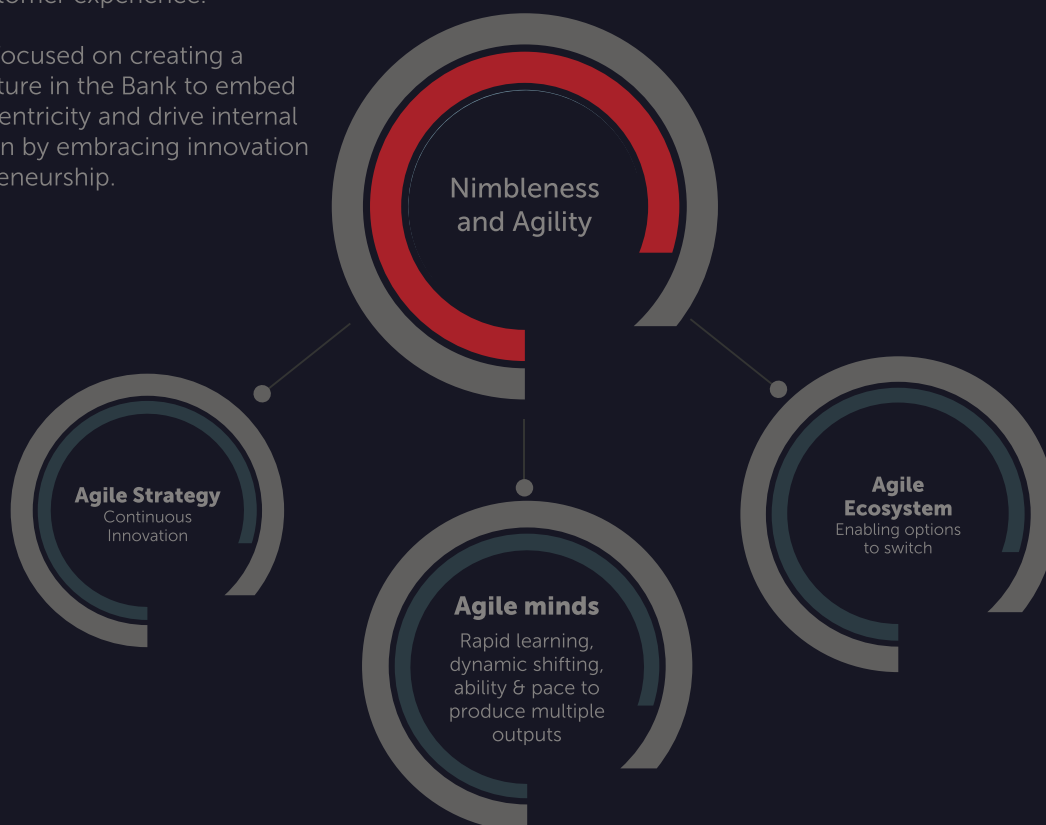 tomer experience.
ocused on creating a
ture in the Bank to embed
entricity and drive internal
n by embracing innovation
eneurship.
Nimbleness
and Agility
Agile Strategy
Continuous
Innovation
Agile minds
Rapid learning,
dynamic shifting,
ability & pace to
produce multiple
outputs
Agile
Ecosystem
Enabling options
to switch